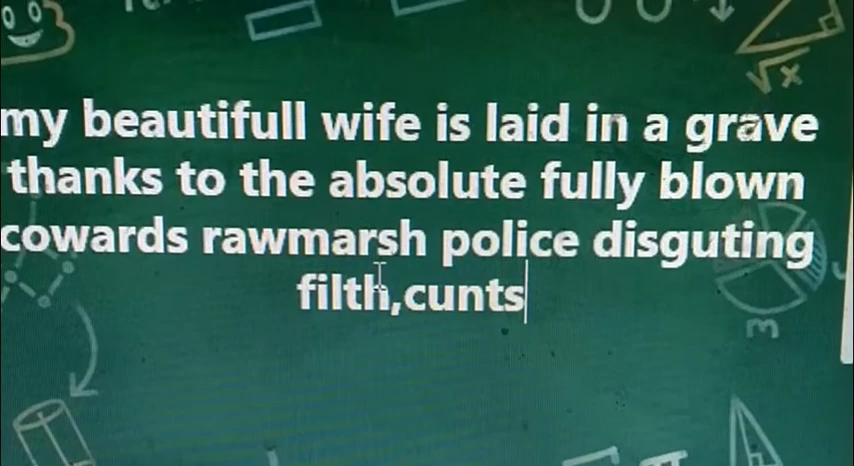 my beautifull wife is laid in a grave
thanks to the absolute fully blown
cowards rawmarsh police disguting
filth,cunts
√x
m